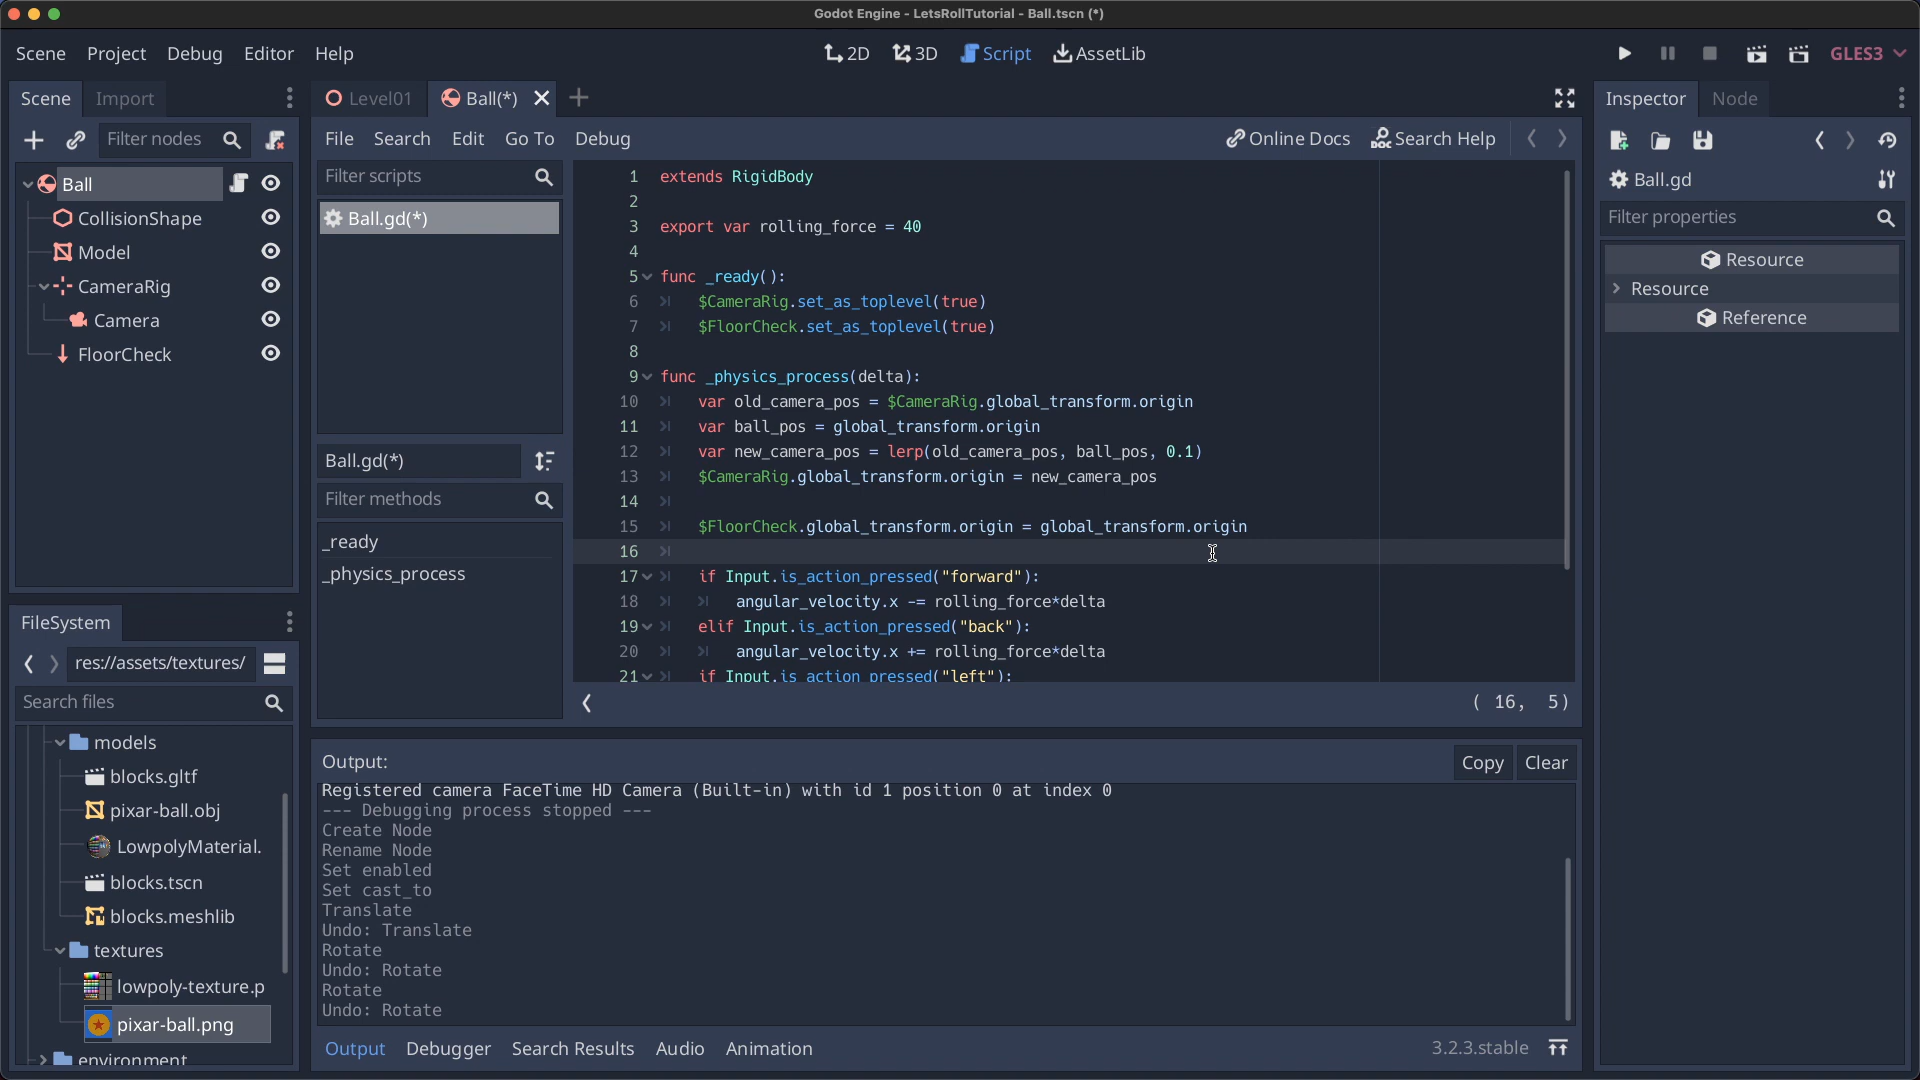 Godot Engine - LetsRollTutorial - Ball.tscn (*)
Scene Project Debug Editor Help
2D 3D Script AssetLib
GLES3
Scene Import
Level01 Ball(*)
Inspector Node
Filter nodes
File Search Edit Go To Debug
Online Docs Search Help
Ball
CollisionShape
Model
CameraRig
Camera
FloorCheck
Filter scripts
Ball.gd(*)
Ball.gd(*)
Filter methods
_ready
_physics_process
1 extends RigidBody
2
3 export var rolling_force = 40
4
5 func _ready():
6 $CameraRig.set_as_toplevel(true)
7 $FloorCheck.set_as_toplevel(true)
8
9 func _physics_process(delta):
10 var old_camera_pos = $CameraRig.global_transform.origin
11 var ball_pos = global_transform.origin
12 var new_camera_pos = lerp(old_camera_pos, ball_pos, 0.1)
13 $CameraRig.global_transform.origin = new_camera_pos
14
15 $FloorCheck.global_transform.origin = global_transform.origin
16
17 if Input.is_action_pressed("forward"):
18 angular_velocity.x -= rolling_force*delta
19 elif Input.is_action_pressed("back"):
20 angular_velocity.x += rolling_force*delta
21 if Input.is_action_pressed("left"):
( 16, 5)
Ball.gd
Filter properties
Resource
Resource
Reference
FileSystem
res://assets/textures/
Search files
models
blocks.gltf
pixar-ball.obj
LowpolyMaterial.
blocks.tscn
blocks.meshlib
textures
lowpoly-texture.p
pixar-ball.png
environment
Output:
Copy Clear
Registered camera FaceTime HD Camera (Built-in) with id 1 position 0 at index 0
--- Debugging process stopped ---
Create Node
Rename Node
Set enabled
Set cast_to
Translate
Undo: Translate
Rotate
Undo: Rotate
Rotate
Undo: Rotate
Output Debugger Search Results Audio Animation
3.2.3.stable